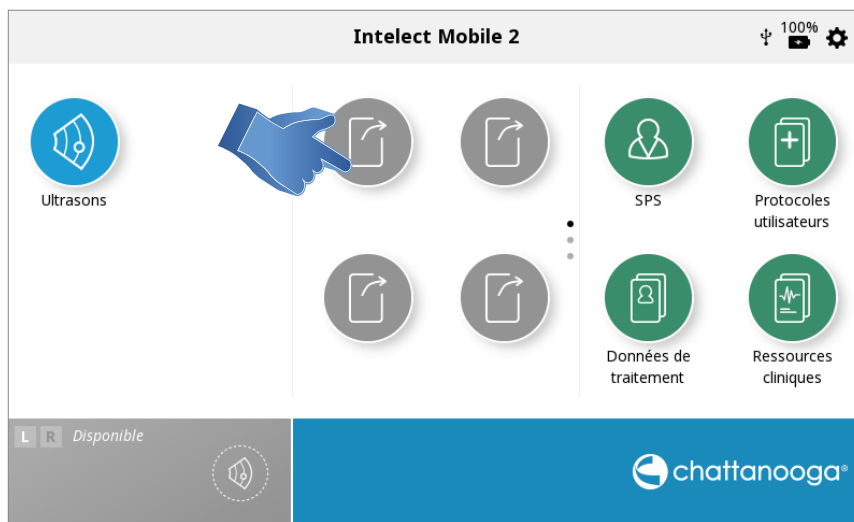 Intelect Mobile 2
100%
Ultrasons
SPS
Protocoles
utilisateurs
Données de
traitement
Ressources
cliniques
L R Disponible
chattanooga®